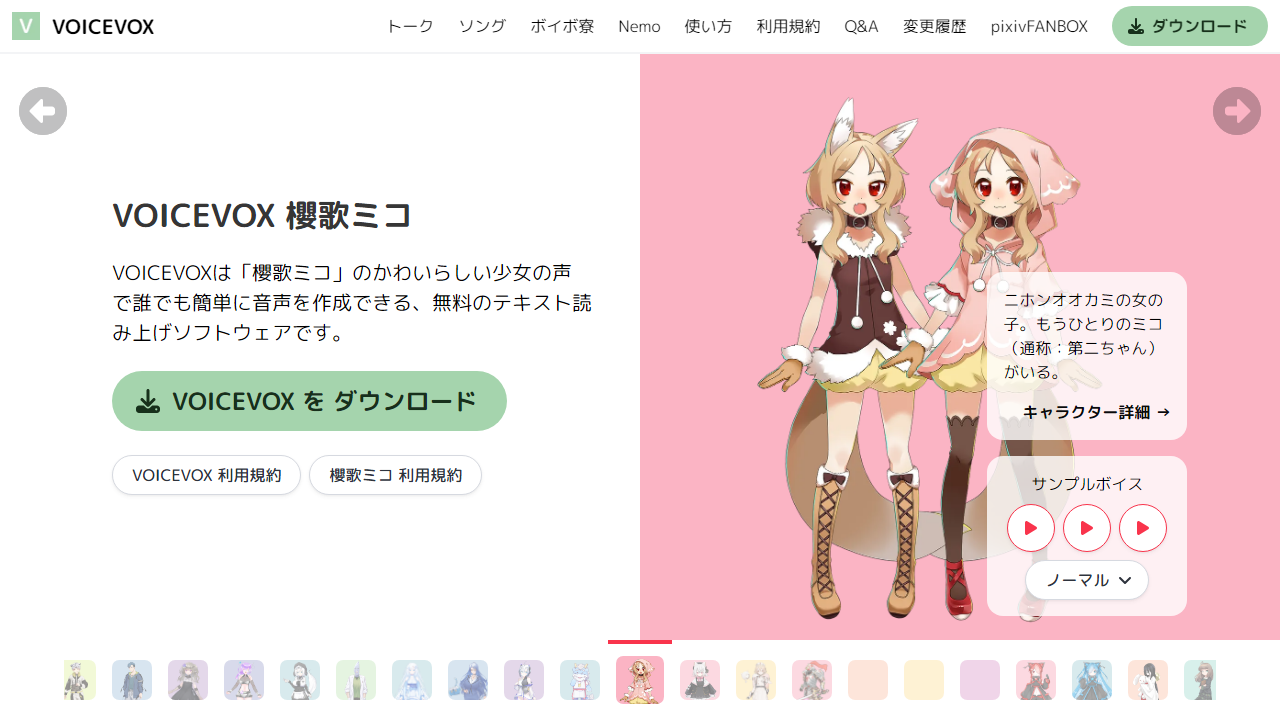 V VOICEVOX トーク ソング ボイボ寮 Nemo 使い方 利用規約 Q&A 変更履歴 pixivFANBOX ダウンロード
VOICEVOX 櫻歌ミコ
VOICEVOXは「櫻歌ミコ」のかわいらしい少女の声
で誰でも簡単に音声を作成できる、無料のテキスト読
み上げソフトウェアです。
VOICEVOX を ダウンロード
VOICEVOX 利用規約 櫻歌ミコ 利用規約
ニホンオオカミの女の
子。もうひとりのミコ
（通称：第二ちゃん）
がいる。
キャラクター詳細 →
サンプルボイス
ノーマル